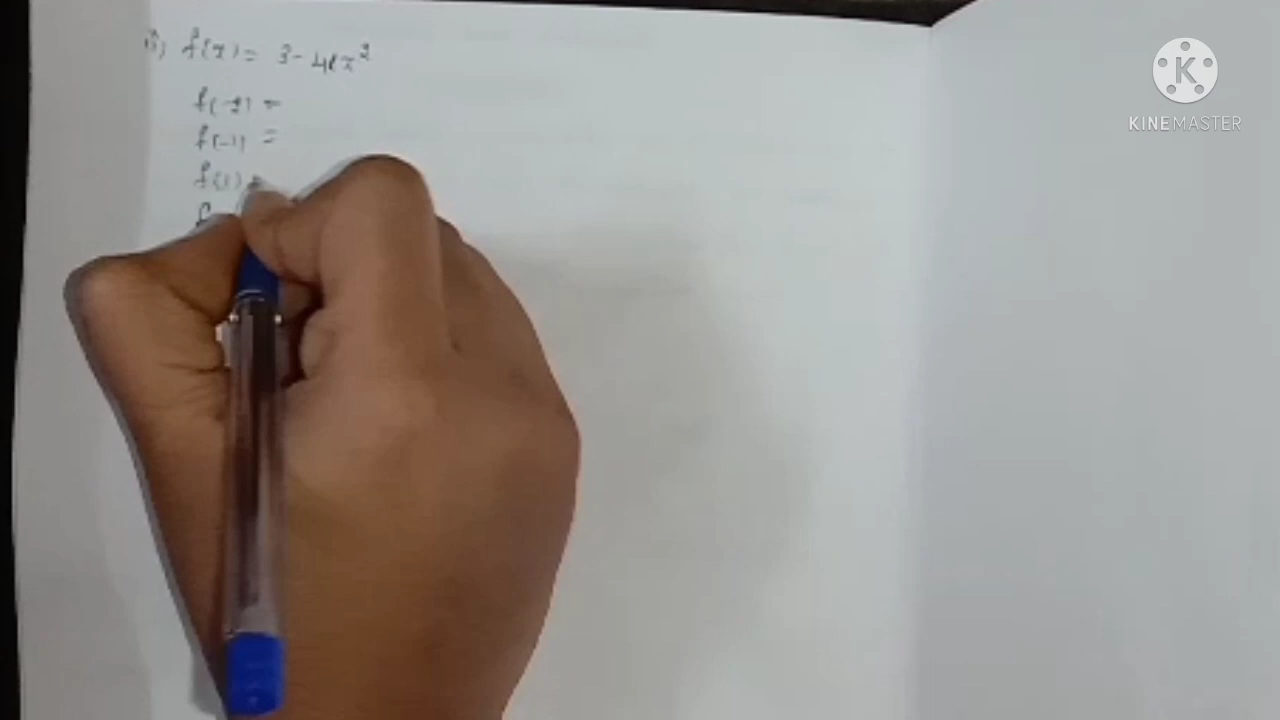 f(x) = 3 - 4x²
f(-2) =
f(-1) =
f(1) =
f
K
KINEMASTER